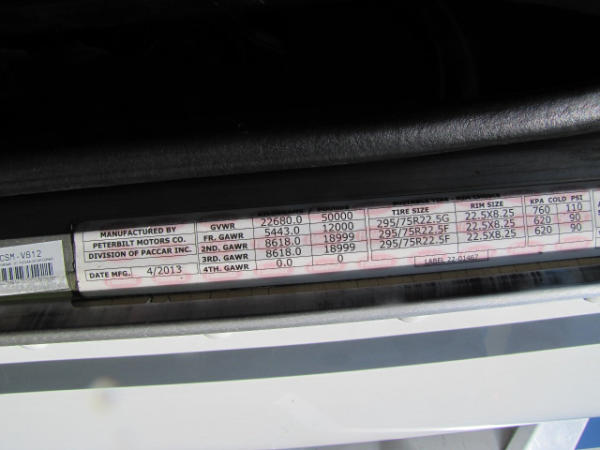 CSM-VB12
MANUFACTURED BY
PETERBILT MOTORS CO.
DIVISION OF PACCAR INC.
DATE MFG. 4/2013
GVWR 22680.0 50000
FR. GAWR 5443.0 12000
2ND. GAWR 8618.0 18999
3RD. GAWR 8618.0 18999
4TH. GAWR 0.0 0
TIRE SIZE RIM SIZE KPA COLD PSI
295/75R22.5G 22.5X8.25 760 110
295/75R22.5F 22.5X8.25 620 90
295/75R22.5F 22.5X8.25 620 90
LABEL 22-01467